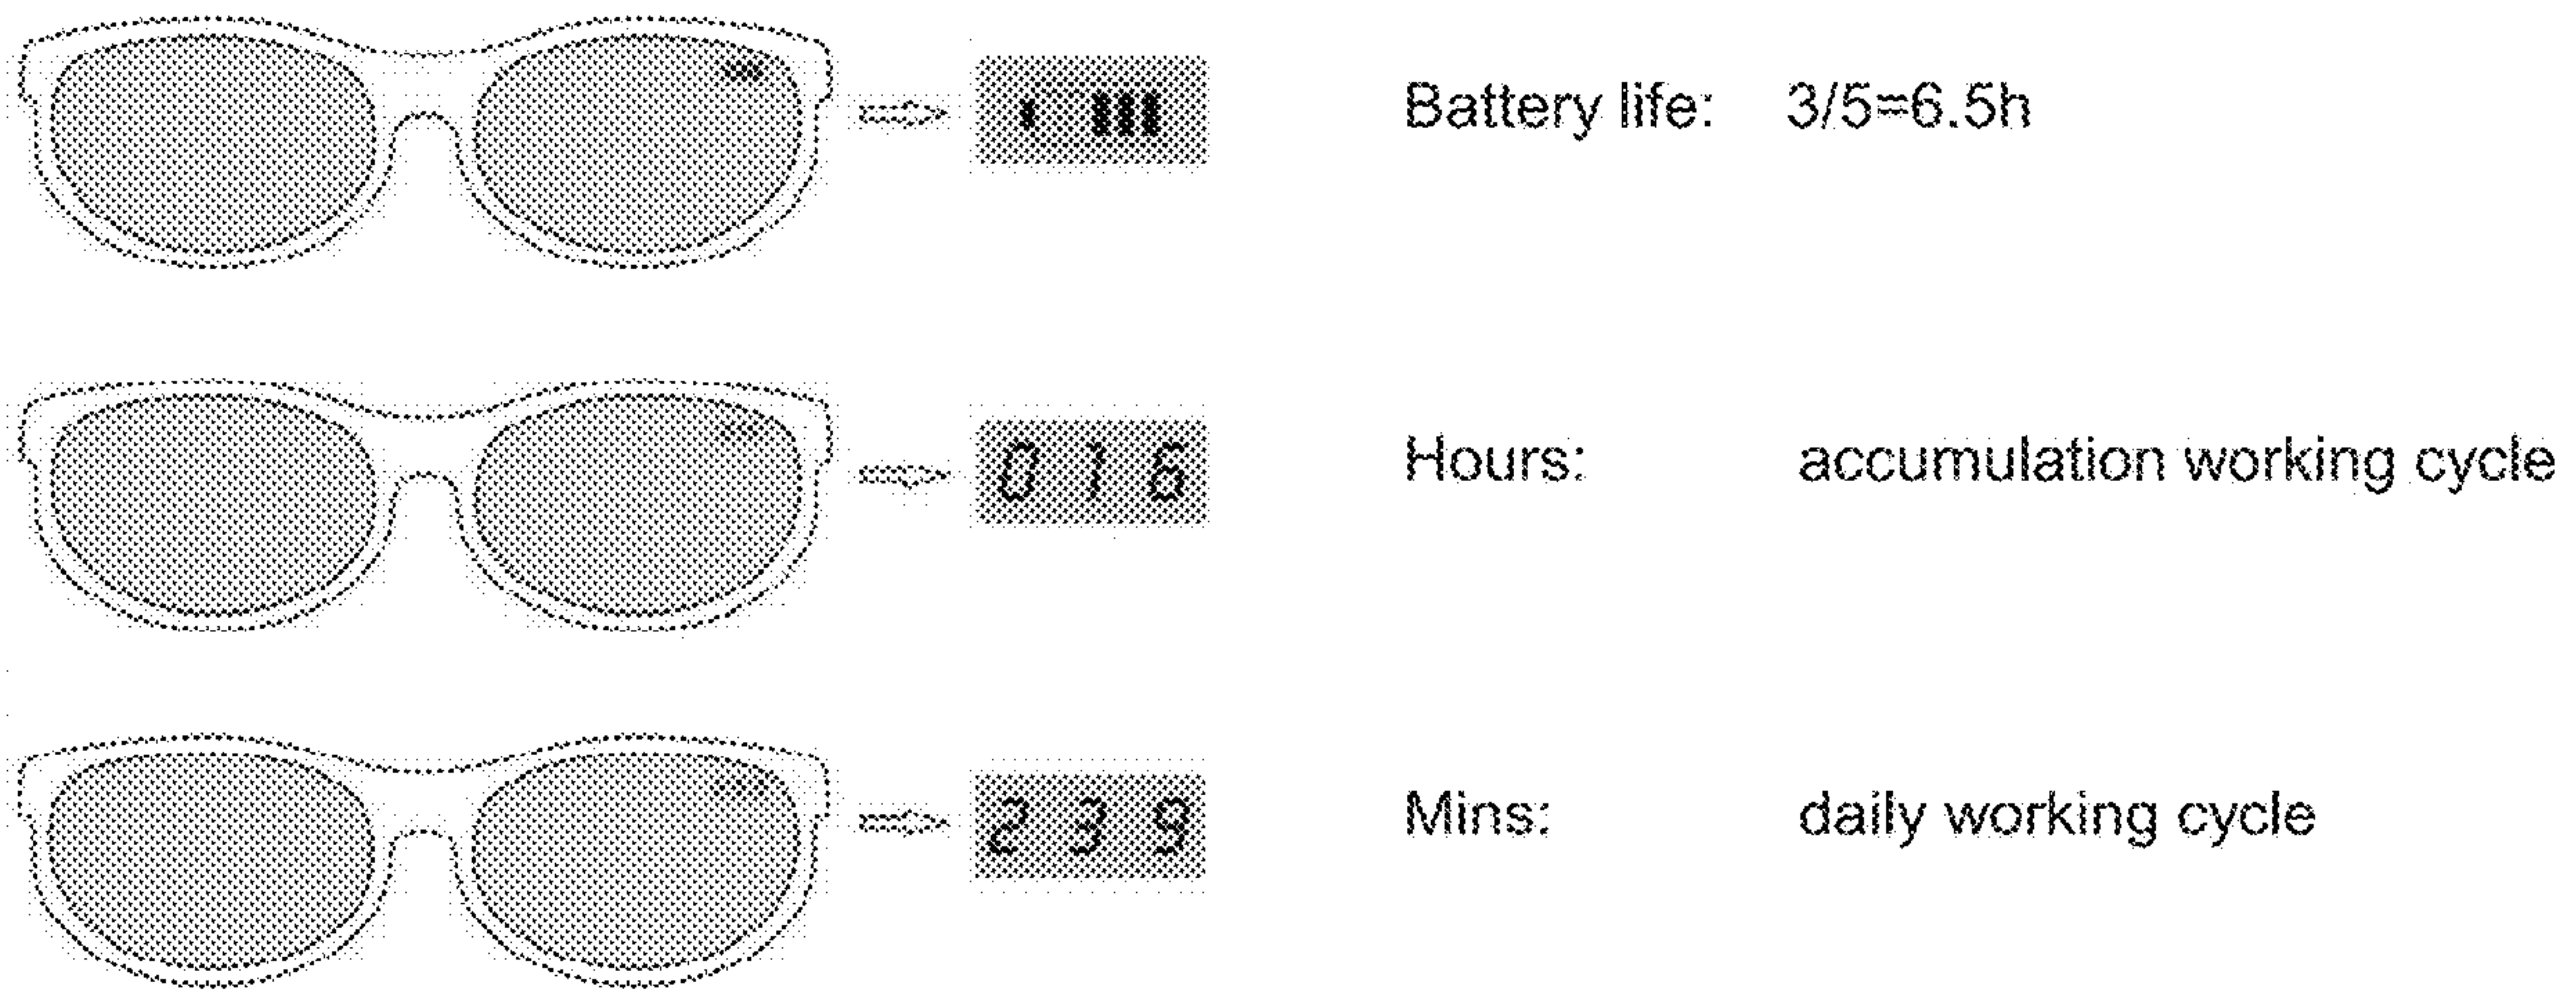 Battery life: 3/5=6.5h
016 Hours: accumulation working cycle
239 Mins: daily working cycle